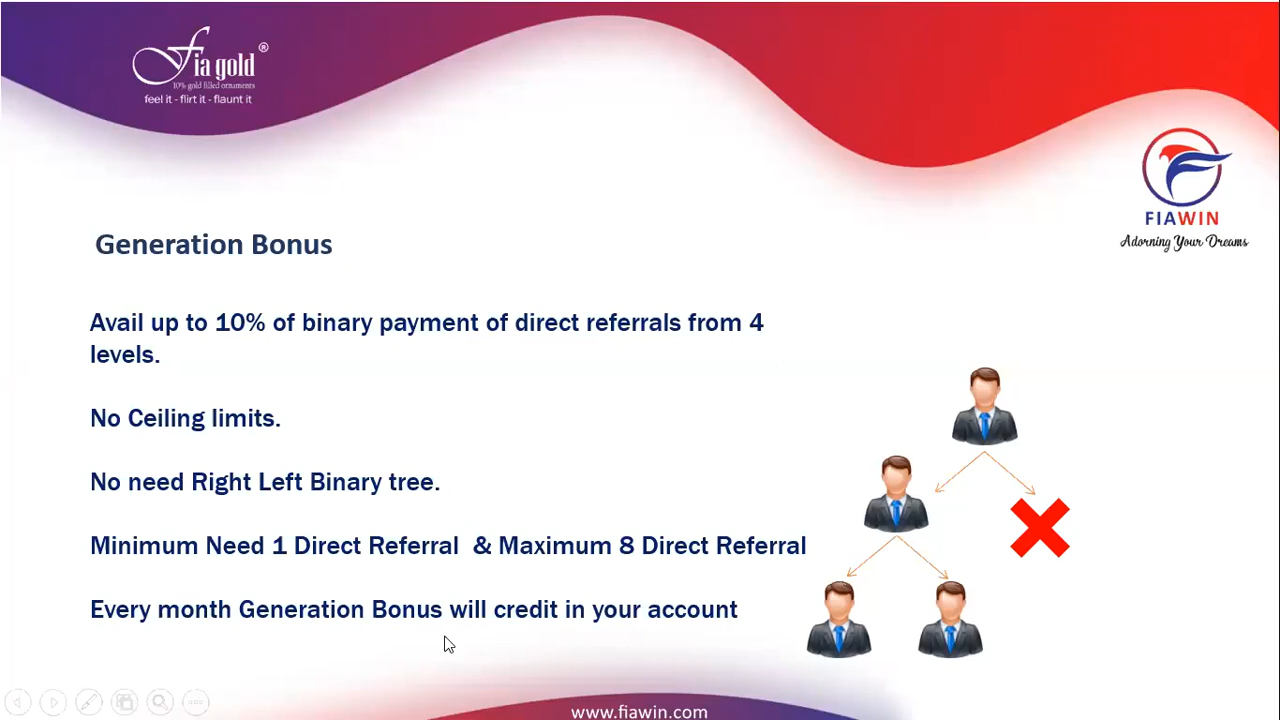 Fia gold ®
10% gold filled ornaments
feel it - flirt it - flaunt it
FIAWIN
Adorning Your Dreams
Generation Bonus
Avail up to 10% of binary payment of direct referrals from 4
levels.
No Ceiling limits.
No need Right Left Binary tree.
Minimum Need 1 Direct Referral & Maximum 8 Direct Referral
Every month Generation Bonus will credit in your account
www.fiawin.com